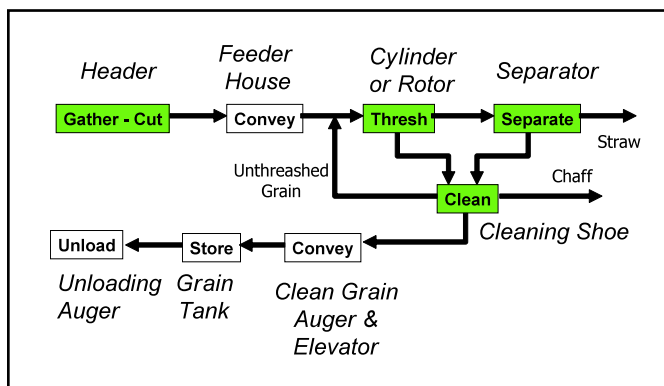 Header
Feeder
House
Cylinder
or Rotor
Separator
Gather - Cut
Convey
Thresh
Separate
Straw
Unthreashed
Grain
Chaff
Clean
Cleaning Shoe
Unload
Store
Convey
Unloading
Auger
Grain
Tank
Clean Grain
Auger &
Elevator